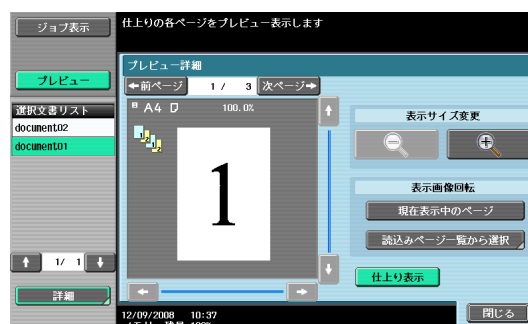 ジョブ表示
仕上りの各ページをプレビュー表示します
プレビュー
プレビュー詳細
←前ページ
1 / 3
次ページ→
選択文書リスト
document02
document01
A4
100.0%
1
表示サイズ変更
表示画像回転
現在表示中のページ
読込みページ一覧から選択
仕上り表示
↑ 1/ 1 ↓
詳細
12/09/2008 10:37
閉じる